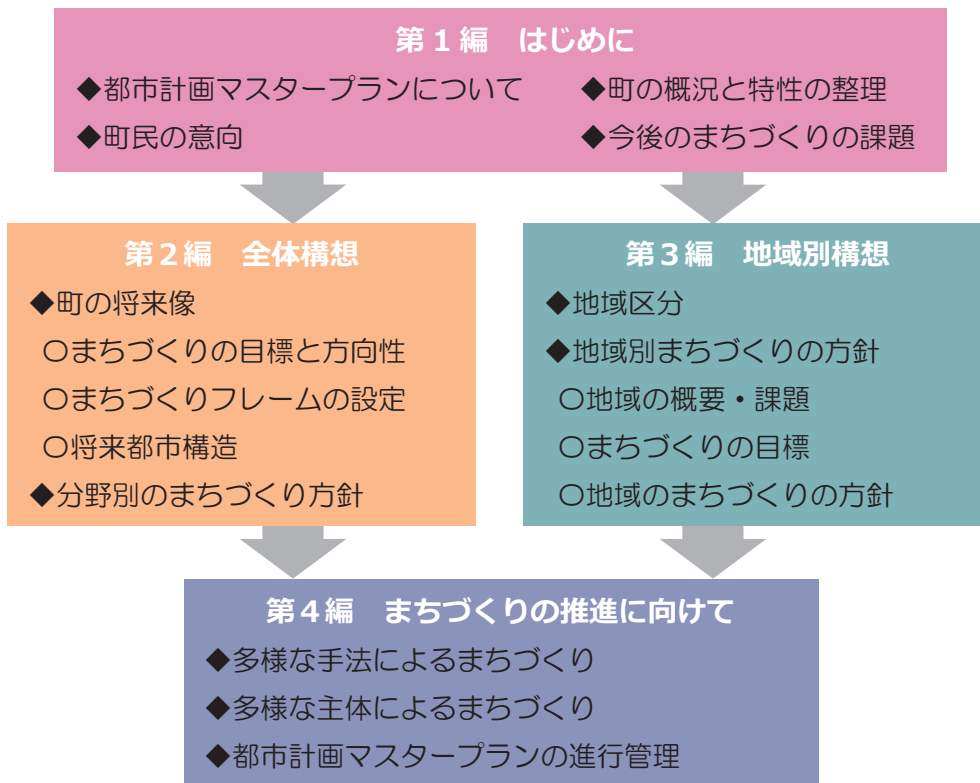 第1編　はじめに
◆都市計画マスタープランについて
◆町の概況と特性の整理
◆町民の意向
◆今後のまちづくりの課題
第2編　全体構想
◆町の将来像
○まちづくりの目標と方向性
○まちづくりフレームの設定
○将来都市構造
◆分野別のまちづくり方針
第3編　地域別構想
◆地域区分
◆地域別まちづくりの方針
○地域の概要・課題
○まちづくりの目標
○地域のまちづくりの方針
第4編　まちづくりの推進に向けて
◆多様な手法によるまちづくり
◆多様な主体によるまちづくり
◆都市計画マスタープランの進行管理